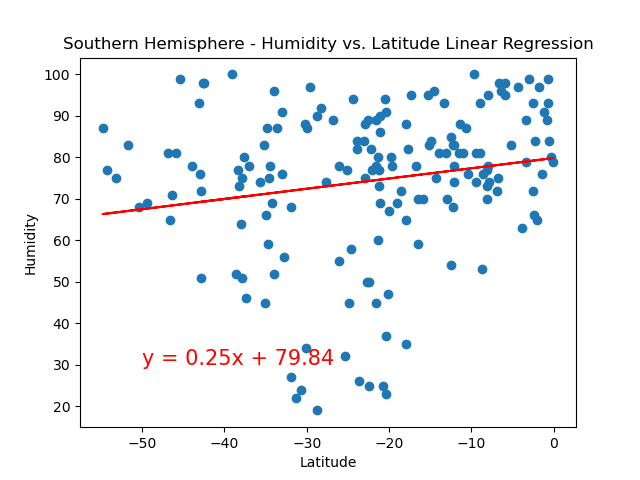 Southern Hemisphere - Humidity vs. Latitude Linear Regression
100
90
80
70
60
50
40
30
20
Humidity
y = 0.25x + 79.84
−50 −40 −30 −20 −10 0
Latitude